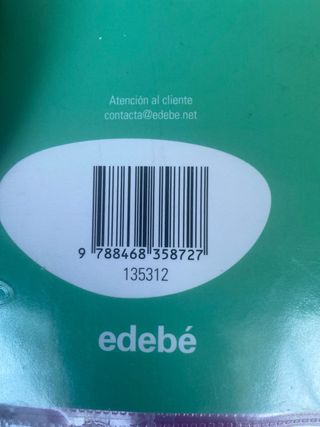 Atención al cliente
contacta@edebe.net
9 788468 358727
135312
edebé